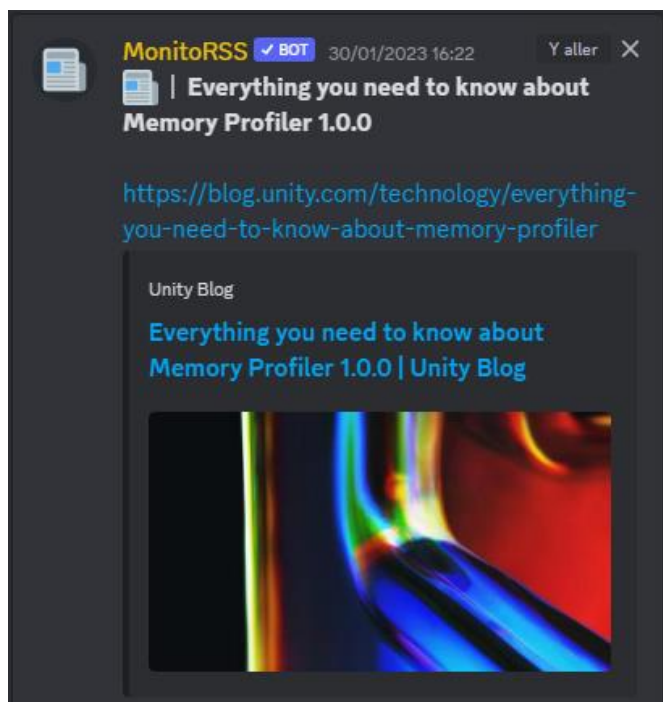 MonitoRSS ✓ BOT 30/01/2023 16:22 Y aller ✕
📰 | Everything you need to know about
Memory Profiler 1.0.0
https://blog.unity.com/technology/everything-
you-need-to-know-about-memory-profiler
Unity Blog
Everything you need to know about
Memory Profiler 1.0.0 | Unity Blog